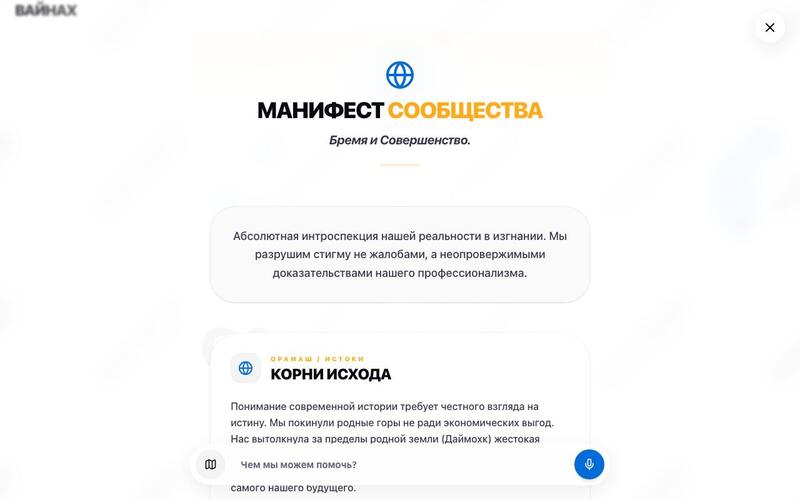 ВАЙНАХ
МАНИФЕСТ СООБЩЕСТВА
Бремя и Совершенство.
Абсолютная интроспекция нашей реальности в изгнании. Мы
разрушим стигму не жалобами, а неопровержимыми
доказательствами нашего профессионализма.
ОРАМАШ / ИСТОКИ
КОРНИ ИСХОДА
Понимание современной истории требует честного взгляда на
истину. Мы покинули родные горы не ради экономических выгод.
Нас вытолкнула за пределы родной земли (Даймохк) жестокая
Чем мы можем помочь?
самого нашего будущего.